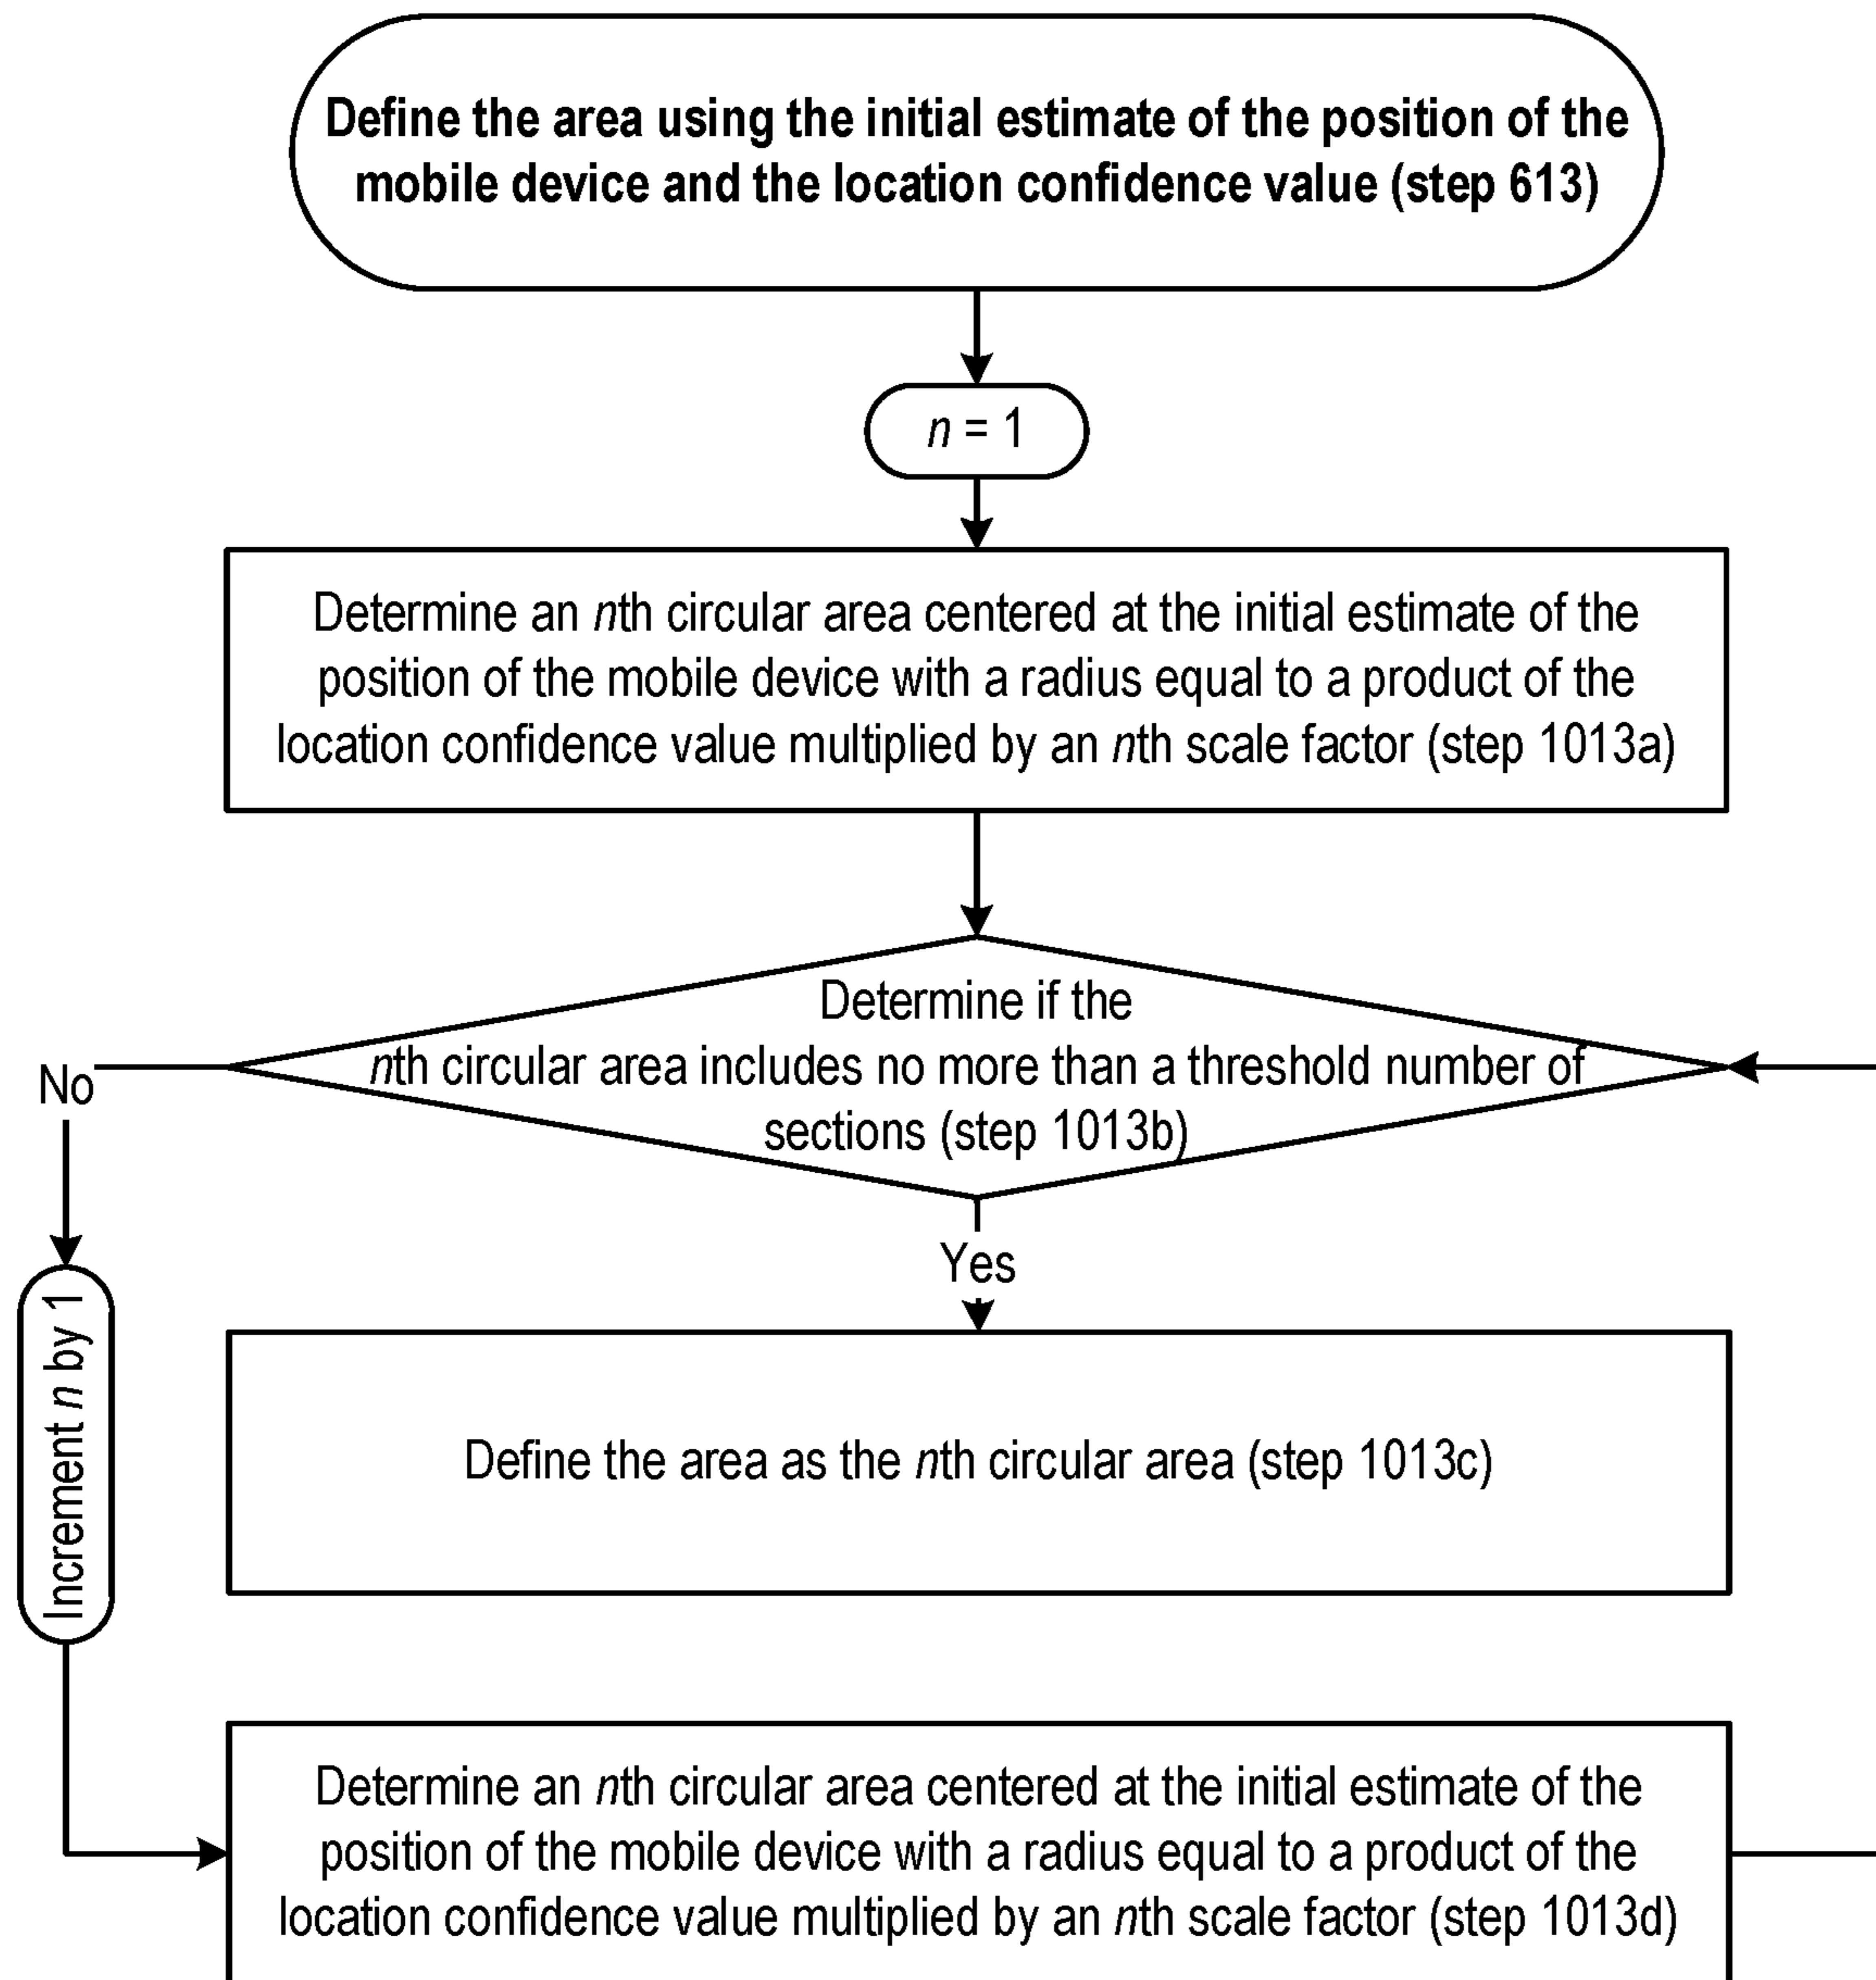 Define the area using the initial estimate of the position of the
mobile device and the location confidence value (step 613)
n = 1
Determine an nth circular area centered at the initial estimate of the
position of the mobile device with a radius equal to a product of the
location confidence value multiplied by an nth scale factor (step 1013a)
Determine if the
nth circular area includes no more than a threshold number of
sections (step 1013b)
No
Yes
Increment n by 1
Define the area as the nth circular area (step 1013c)
Determine an nth circular area centered at the initial estimate of the
position of the mobile device with a radius equal to a product of the
location confidence value multiplied by an nth scale factor (step 1013d)